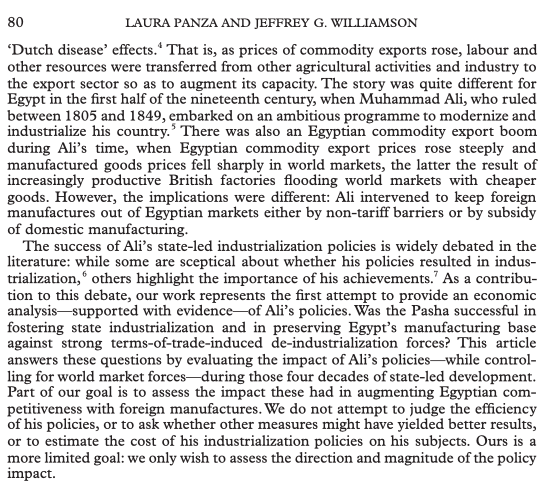 80 LAURA PANZA AND JEFFREY G. WILLIAMSON
‘Dutch disease’ effects.⁴ That is, as prices of commodity exports rose, labour and
other resources were transferred from other agricultural activities and industry to
the export sector so as to augment its capacity. The story was quite different for
Egypt in the first half of the nineteenth century, when Muhammad Ali, who ruled
between 1805 and 1849, embarked on an ambitious programme to modernize and
industrialize his country.⁵ There was also an Egyptian commodity export boom
during Ali’s time, when Egyptian commodity export prices rose steeply and
manufactured goods prices fell sharply in world markets, the latter the result of
increasingly productive British factories flooding world markets with cheaper
goods. However, the implications were different: Ali intervened to keep foreign
manufactures out of Egyptian markets either by non-tariff barriers or by subsidy
of domestic manufacturing.
The success of Ali’s state-led industrialization policies is widely debated in the
literature: while some are sceptical about whether his policies resulted in indus-
trialization,⁶ others highlight the importance of his achievements.⁷ As a contribu-
tion to this debate, our work represents the first attempt to provide an economic
analysis—supported with evidence—of Ali’s policies. Was the Pasha successful in
fostering state industrialization and in preserving Egypt’s manufacturing base
against strong terms-of-trade-induced de-industrialization forces? This article
answers these questions by evaluating the impact of Ali’s policies—while control-
ling for world market forces—during those four decades of state-led development.
Part of our goal is to assess the impact these had in augmenting Egyptian com-
petitiveness with foreign manufactures. We do not attempt to judge the efficiency
of his policies, or to ask whether other measures might have yielded better results,
or to estimate the cost of his industrialization policies on his subjects. Ours is a
more limited goal: we only wish to assess the direction and magnitude of the policy
impact.